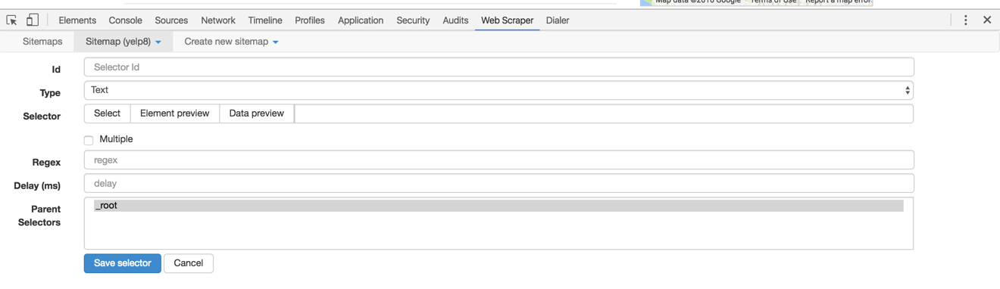 Map data ©2016 Google Terms of Use Report a map error
Elements Console Sources Network Timeline Profiles Application Security Audits Web Scraper Dialer
Sitemaps Sitemap (yelp8) Create new sitemap
Id Selector Id
Type Text
Selector Select Element preview Data preview
Multiple
Regex regex
Delay (ms) delay
Parent Selectors _root
Save selector Cancel